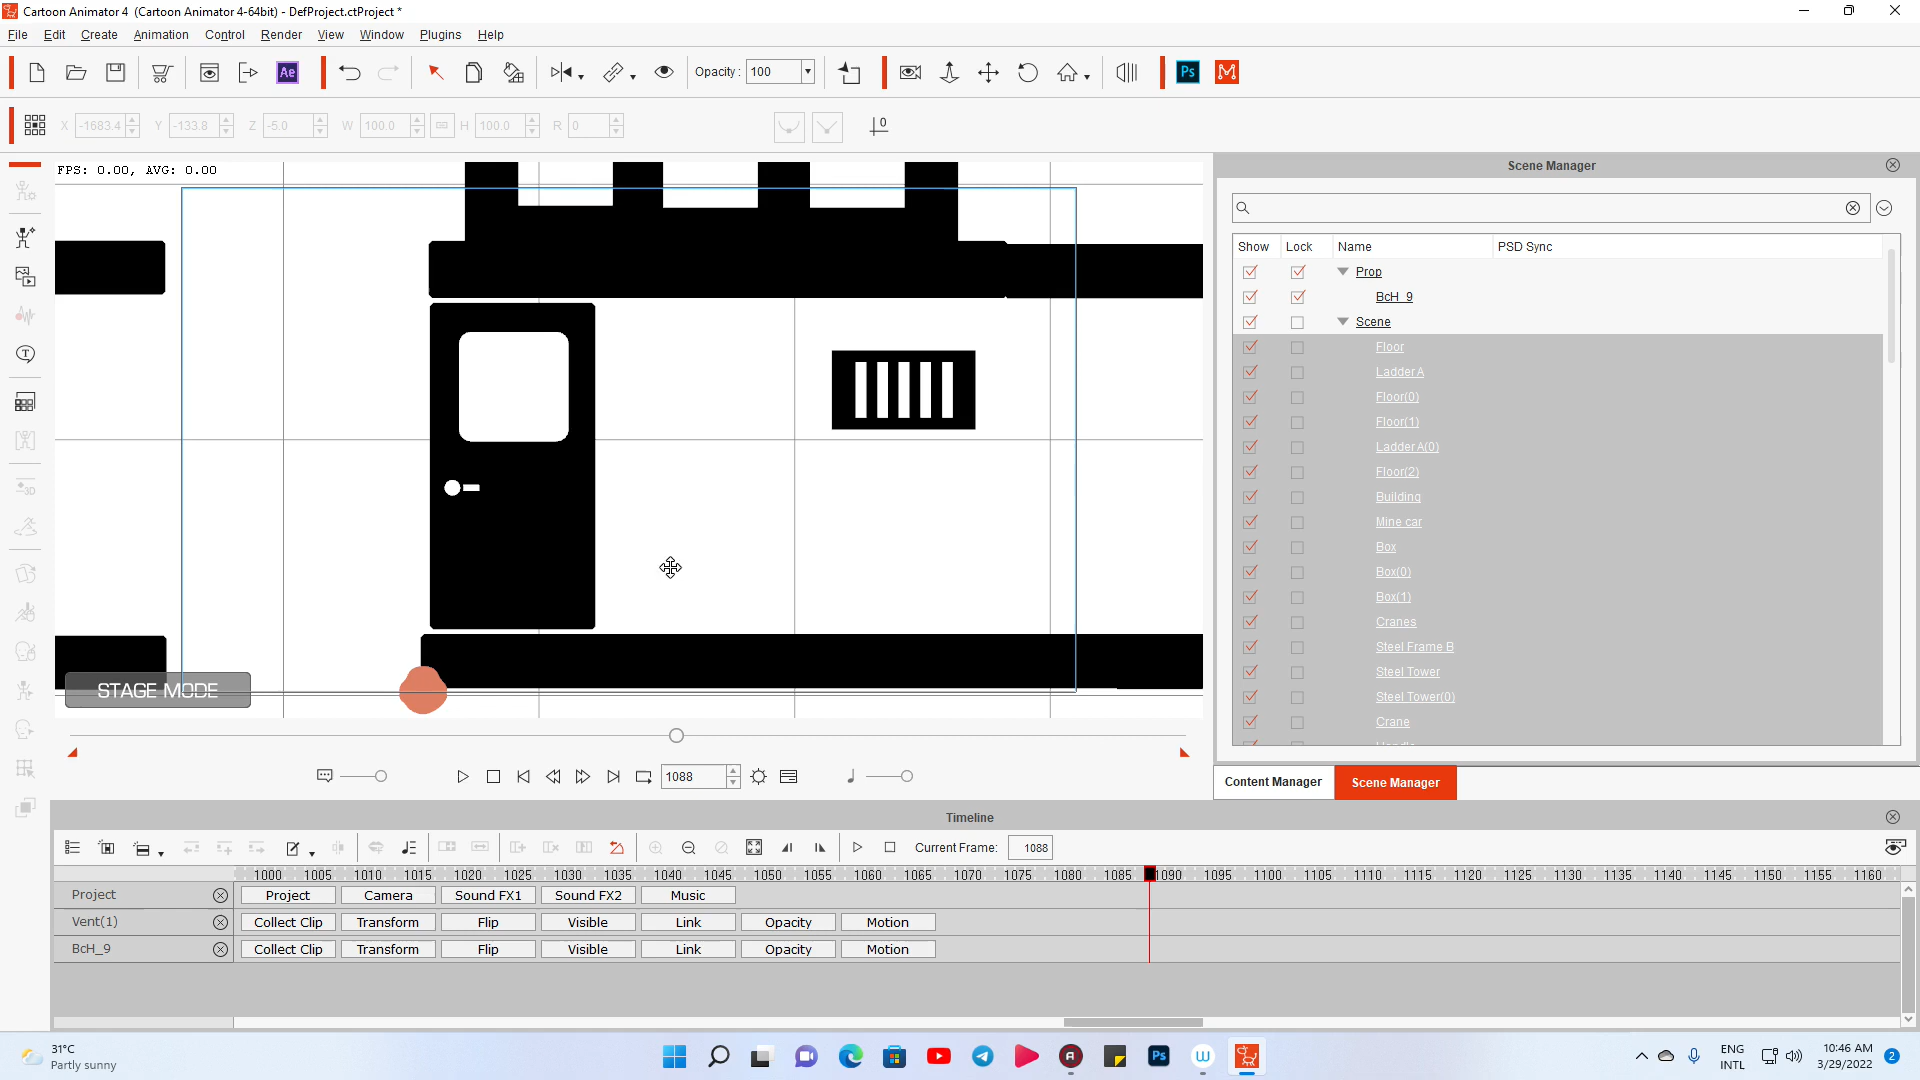 Cartoon Animator 4 (Cartoon Animator 4-64bit) - DefProject.ctProject *
File Edit Create Animation Control Render View Window Plugins Help
Ae Opacity : 100 Ps
X -1683.4 Y -133.8 Z -5.0 W 100.0 H 100.0 R 0 0
FPS: 0.00, AVG: 0.00
STAGE MODE
1088
Scene Manager
Show Lock Name PSD Sync
Prop
BcH_9
Scene
Floor
Ladder A
Floor(0)
Floor(1)
Ladder A(0)
Floor(2)
Building
Mine car
Box
Box(0)
Box(1)
Cranes
Steel Frame B
Steel Tower
Steel Tower(0)
Crane
Content Manager Scene Manager
Timeline
Current Frame: 1088
1000 1005 1010 1015 1020 1025 1030 1035 1040 1045 1050 1055 1060 1065 1070 1075 1080 1085 1090 1095 1100 1105 1110 1115 1120 1125 1130 1135 1140 1145 1150 1155 1160
Project Project Camera Sound FX1 Sound FX2 Music
Vent(1) Collect Clip Transform Flip Visible Link Opacity Motion
BcH_9 Collect Clip Transform Flip Visible Link Opacity Motion
31°C
Partly sunny
Ps
ENG
INTL
10:46 AM
3/29/2022
2